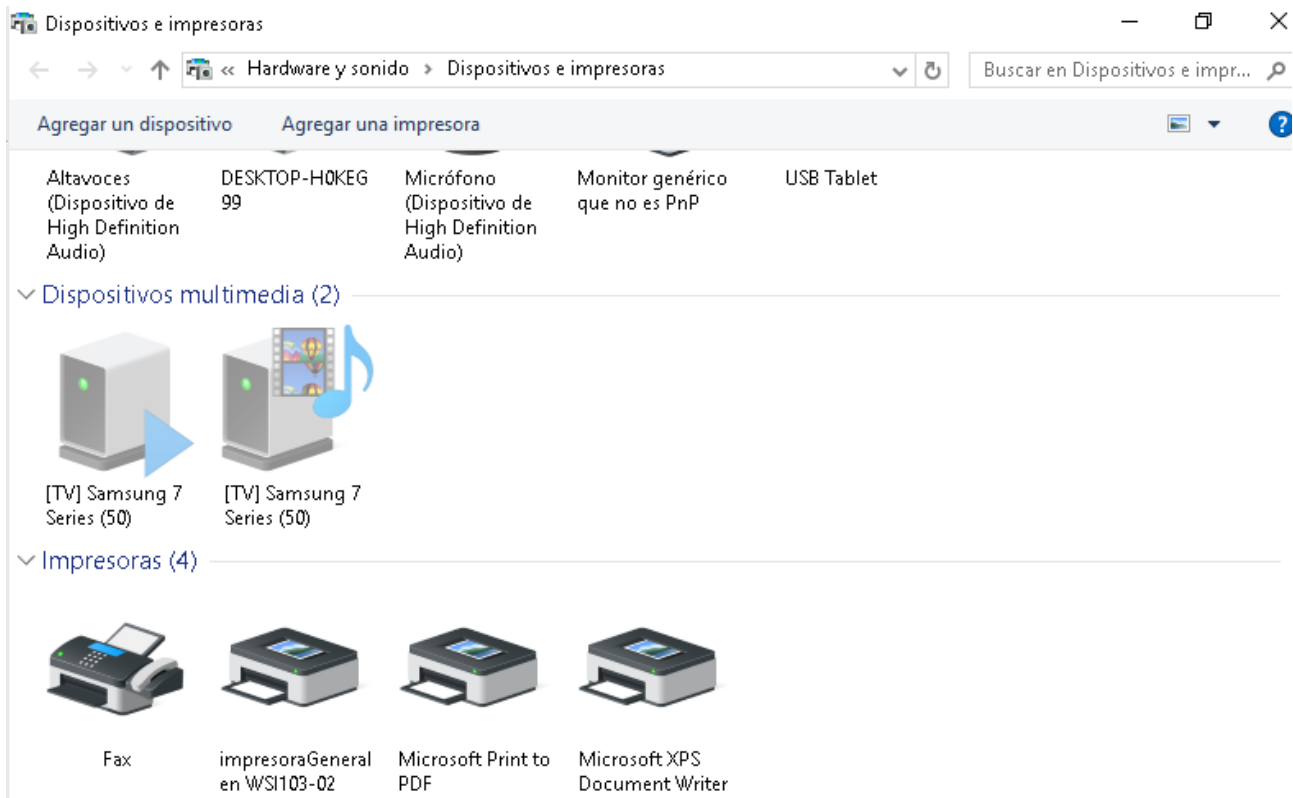 Dispositivos e impresoras
« Hardware y sonido > Dispositivos e impresoras
Buscar en Dispositivos e impr...
Agregar un dispositivo Agregar una impresora
?
Altavoces
(Dispositivo de
High Definition
Audio)
DESKTOP-H0KEG
99
Micrófono
(Dispositivo de
High Definition
Audio)
Monitor genérico
que no es PnP
USB Tablet
Dispositivos multimedia (2)
[TV] Samsung 7
Series (50)
[TV] Samsung 7
Series (50)
Impresoras (4)
Fax
impresoraGeneral
en WSI103-02
Microsoft Print to
PDF
Microsoft XPS
Document Writer